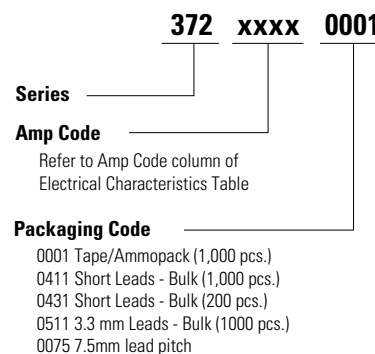 372 xxxx 0001
Series
Amp Code
Refer to Amp Code column of
Electrical Characteristics Table
Packaging Code
0001 Tape/Ammopack (1,000 pcs.)
0411 Short Leads - Bulk (1,000 pcs.)
0431 Short Leads - Bulk (200 pcs.)
0511 3.3 mm Leads - Bulk (1000 pcs.)
0075 7.5mm lead pitch